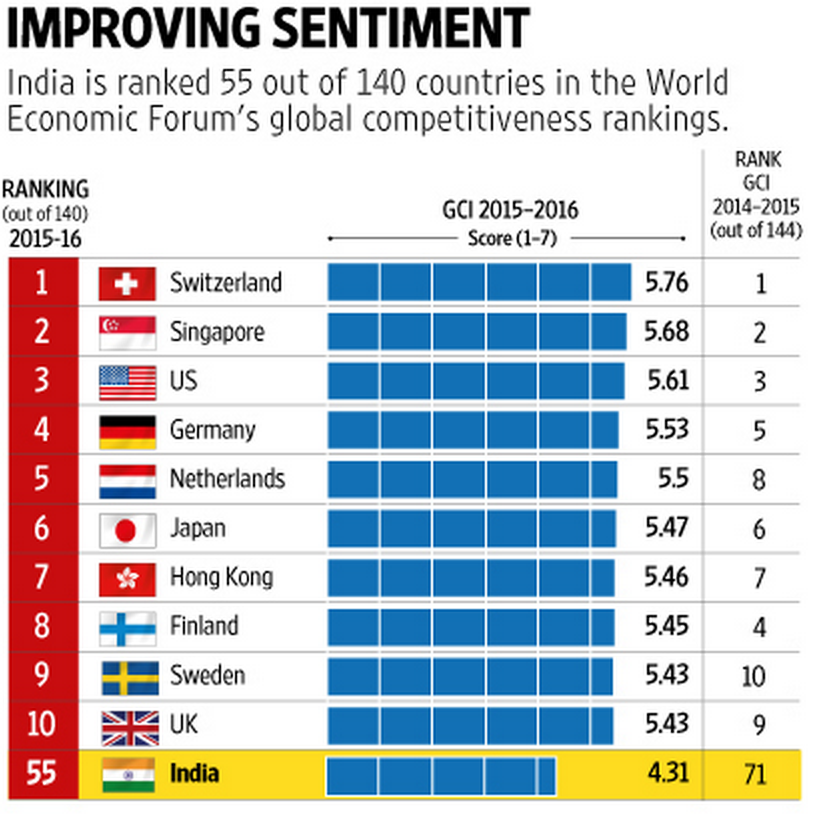 IMPROVING SENTIMENT
India is ranked 55 out of 140 countries in the World
Economic Forum's global competitiveness rankings.
RANKING
(out of 140)
2015-16
GCI 2015–2016
Score (1–7)
RANK
GCI
2014–2015
(out of 144)
1 Switzerland 5.76 1
2 Singapore 5.68 2
3 US 5.61 3
4 Germany 5.53 5
5 Netherlands 5.5 8
6 Japan 5.47 6
7 Hong Kong 5.46 7
8 Finland 5.45 4
9 Sweden 5.43 10
10 UK 5.43 9
55 India 4.31 71